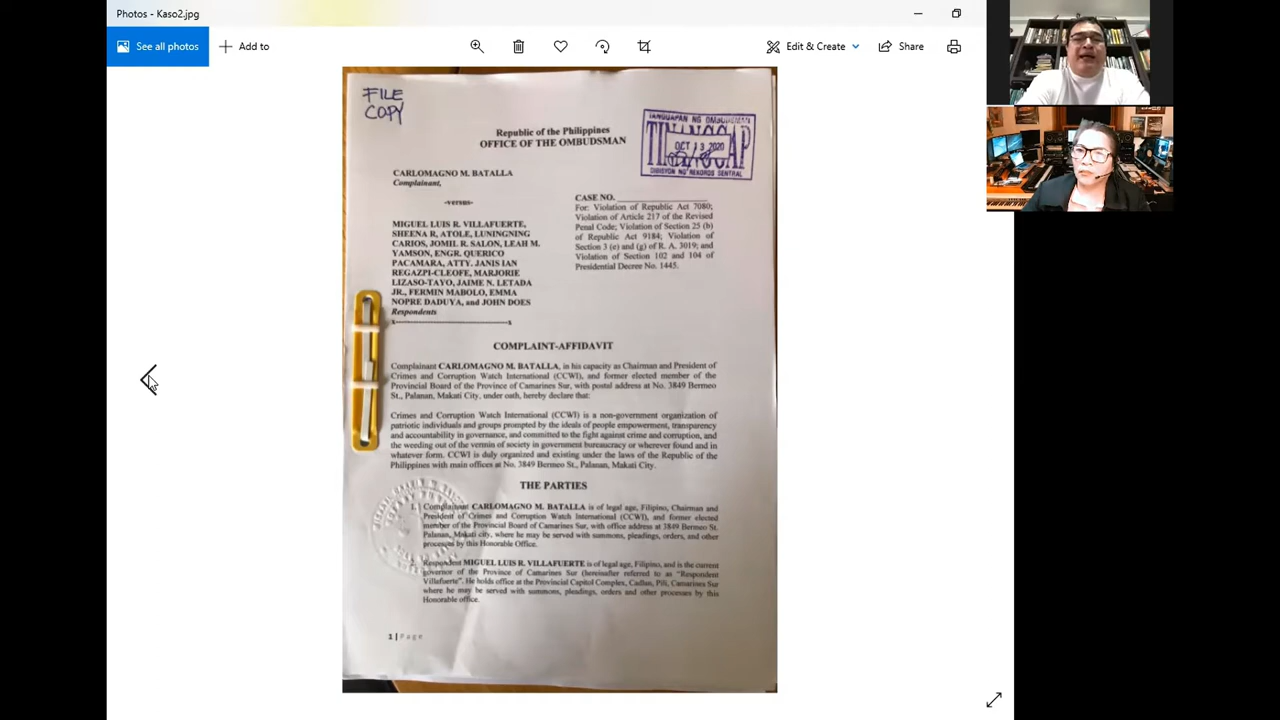 Photos - Kaso2.jpg
See all photos
Add to
Edit & Create
Share
FILE
COPY
Republic of the Philippines
OFFICE OF THE OMBUDSMAN
TANGGAPAN NG OMBUDSMAN
TINANGGAP
OCT 13 2020
DIBISYON NG REKORDS SENTRAL
CARLOMAGNO M. BATALLA
Complainant,
-versus-
MIGUEL LUIS R. VILLAFUERTE,
SHEENA R, ATOLE, LUNINGNING
CARIOS, JOMIL R. SALON, LEAH M.
YAMSON, ENGR. QUERICO
PACAMARA, ATTY. JANIS IAN
REGAZPI-CLEOFE, MARJORIE
LIZASO-TAYO, JAIME N. LETADA
JR., FERMIN MABOLO, EMMA
NOPRE DADUYA, and JOHN DOES
Respondents
x-------------------------------x
CASE NO. ____________________
For: Violation of Republic Act 7080;
Violation of Article 217 of the Revised
Penal Code; Violation of Section 25 (b)
of Republic Act 9184; Violation of
Section 3 (e) and (g) of R. A. 3019; and
Violation of Section 102 and 104 of
Presidential Decree No. 1445.
COMPLAINT-AFFIDAVIT
Complainant CARLOMAGNO M. BATALLA, in his capacity as Chairman and President of
Crimes and Corruption Watch International (CCWI), and former elected member of the
Provincial Board of the Province of Camarines Sur, with postal address at No. 3849 Bermeo
St., Palanan, Makati City, under oath, hereby declare that:
Crimes and Corruption Watch International (CCWI) is a non-government organization of
patriotic individuals and groups prompted by the ideals of people empowerment, transparency
and accountability in governance, and committed to the fight against crime and corruption, and
the weeding out of the vermin of society in government bureaucracy or wherever found and in
whatever form. CCWI is duly organized and existing under the laws of the Republic of the
Philippines with main offices at No. 3849 Bermeo St., Palanan, Makati City.
THE PARTIES
1. Complainant CARLOMAGNO M. BATALLA is of legal age, Filipino, Chairman and
President of Crimes and Corruption Watch International (CCWI), and former elected
member of the Provincial Board of Camarines Sur, with office address at 3849 Bermeo St.
Palanan, Makati city, where he may be served with summons, pleadings, orders, and other
processes by this Honorable Office.
Respondent MIGUEL LUIS R. VILLAFUERTE is of legal age, Filipino, and is the current
governor of the Province of Camarines Sur (hereinafter referred to as "Respondent
Villafuerte". He holds office at the Provincial Capitol Complex, Cadlan, Pili, Camarines Sur
where he may be served with summons, pleadings, orders and other processes by this
Honorable office.
1 | Page